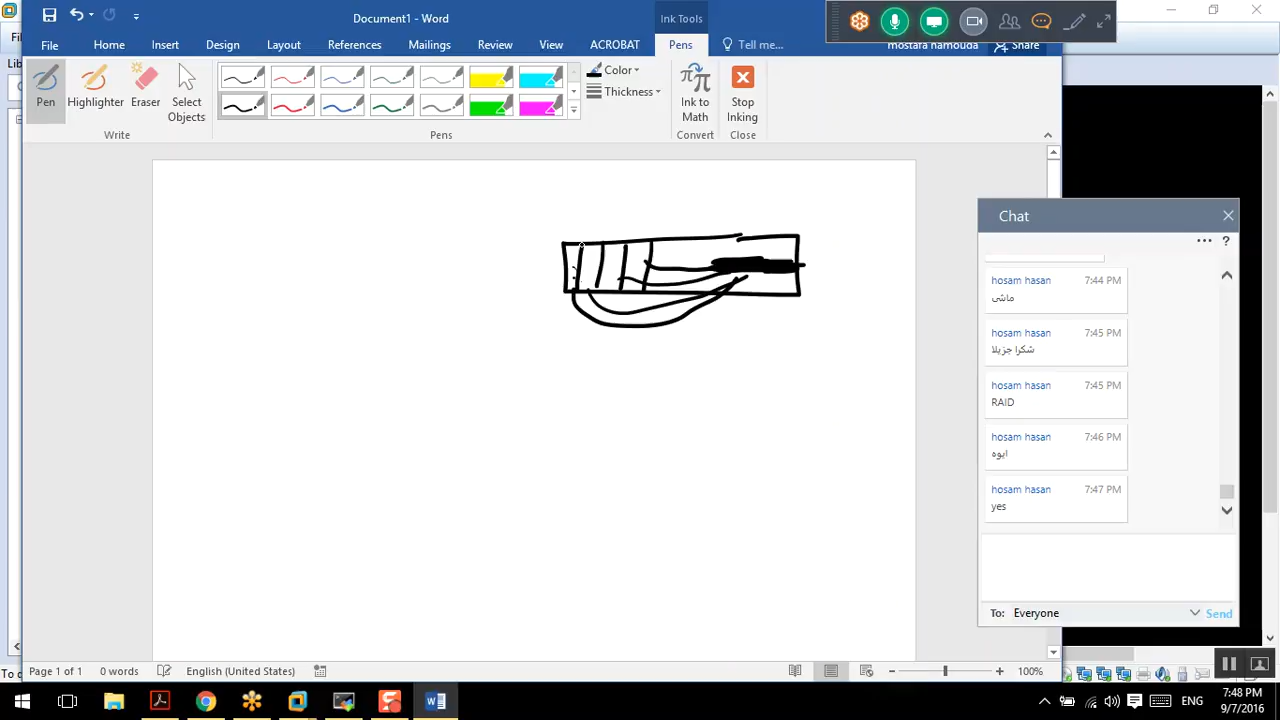 Document1 - Word
Ink Tools
File
Home
Insert
Design
Layout
References
Mailings
Review
View
ACROBAT
Pens
Tell me...
mostafa hamouda
Share
Pen
Highlighter
Eraser
Select
Objects
Color
Thickness
Ink to
Math
Stop
Inking
Write
Pens
Convert
Close
Chat
hosam hasan 7:44 PM
ماشى
hosam hasan 7:45 PM
شكرا جزيلا
hosam hasan 7:45 PM
RAID
hosam hasan 7:46 PM
ايوه
hosam hasan 7:47 PM
yes
To: Everyone Send
Page 1 of 1 0 words English (United States) 100%
ENG
7:48 PM
9/7/2016